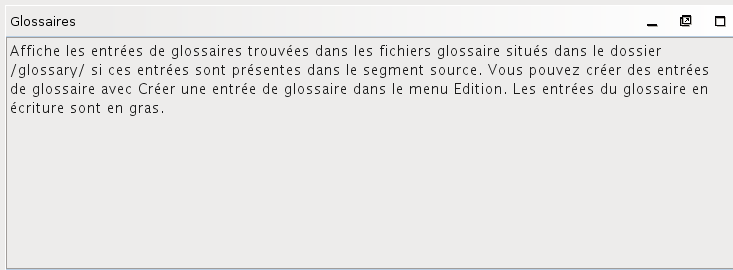 Glossaires
Affiche les entrées de glossaires trouvées dans les fichiers glossaire situés dans le dossier
/glossary/ si ces entrées sont présentes dans le segment source. Vous pouvez créer des entrées
de glossaire avec Créer une entrée de glossaire dans le menu Edition. Les entrées du glossaire en
écriture sont en gras.